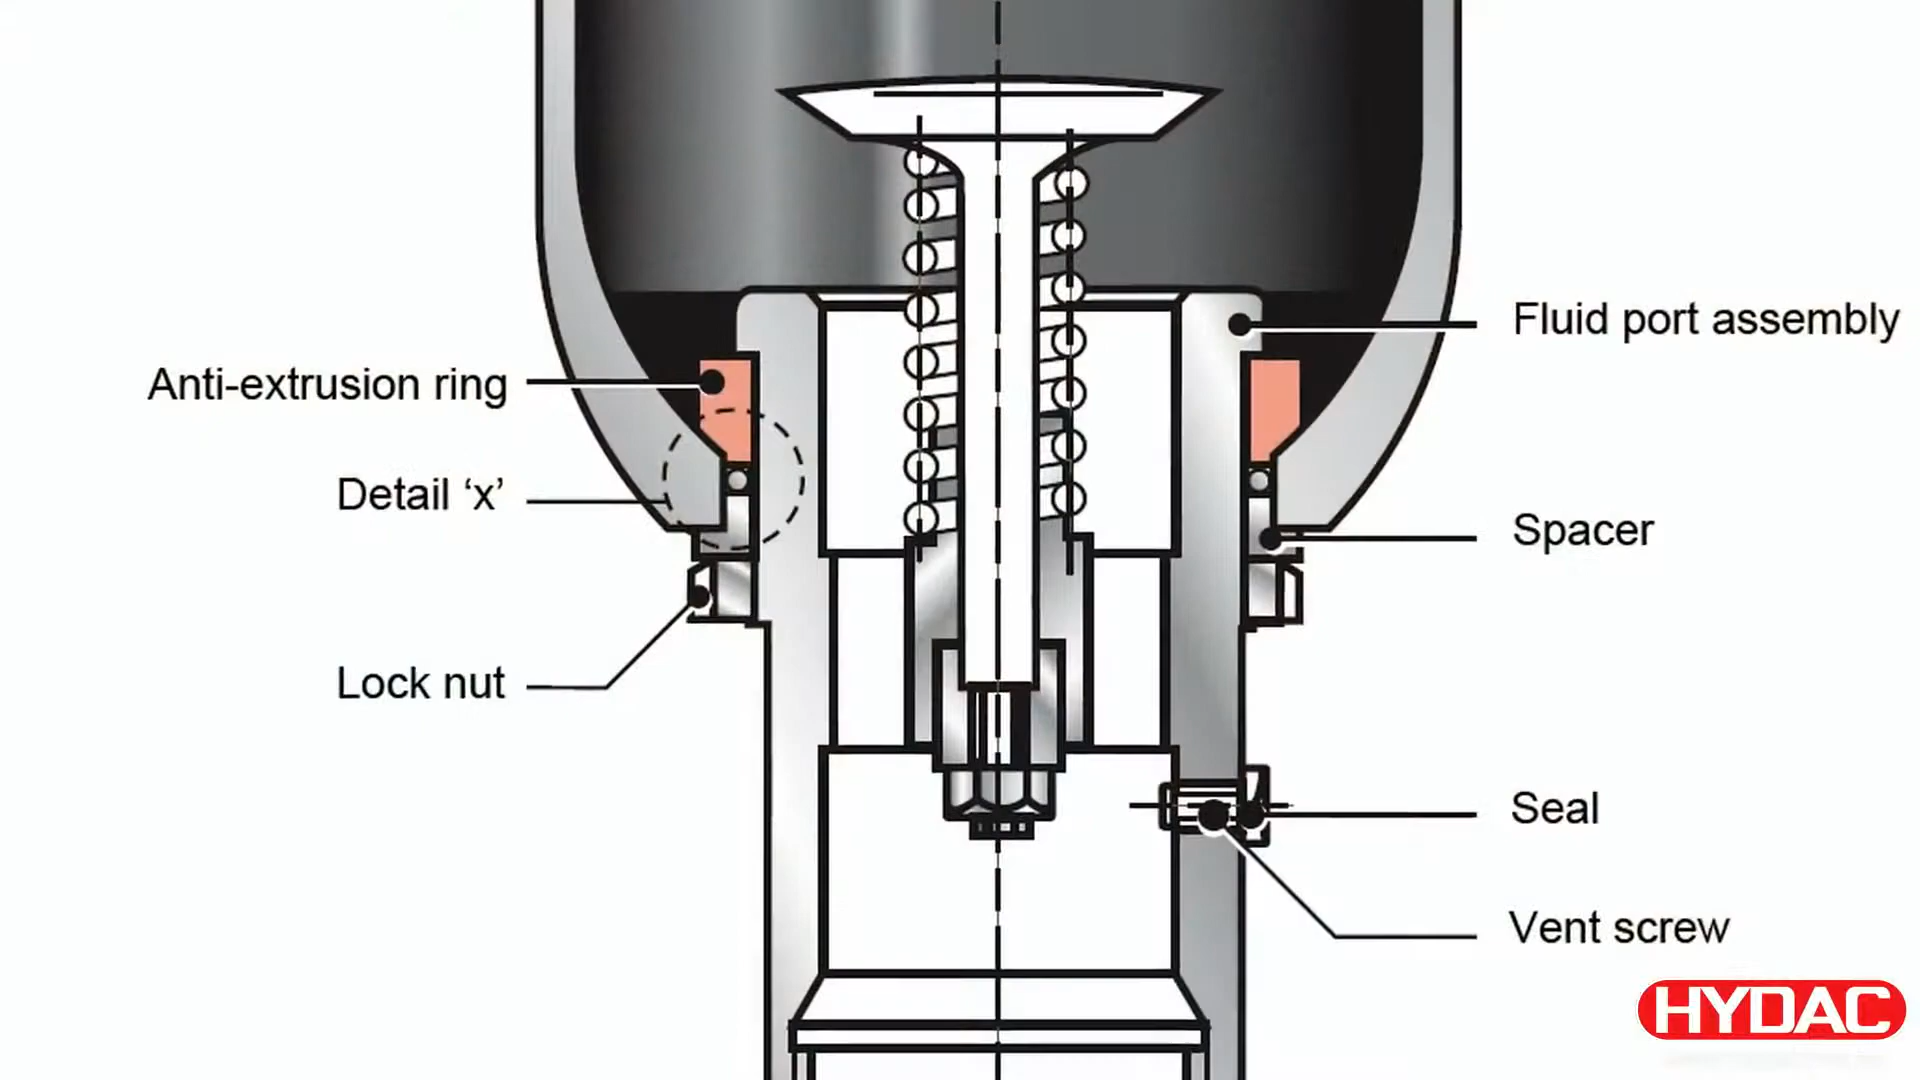 Fluid port assembly
Anti-extrusion ring
Detail ‘x’
Spacer
Lock nut
Seal
Vent screw
HYDAC